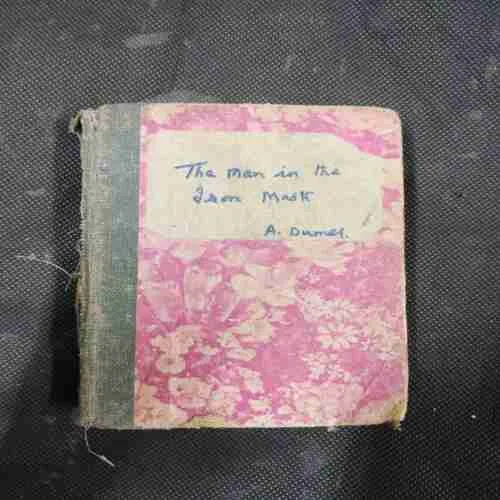 The man in the
Iron Mask
A. Dumas.